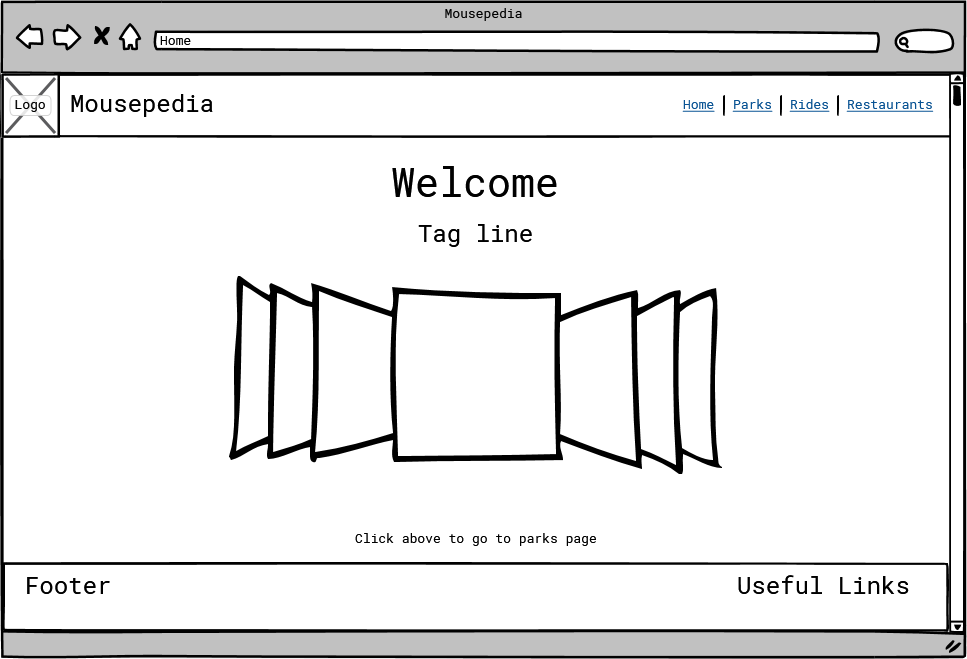 Mousepedia
Home
Logo
Mousepedia
Home | Parks | Rides | Restaurants
Welcome
Tag line
Click above to go to parks page
Footer
Useful Links